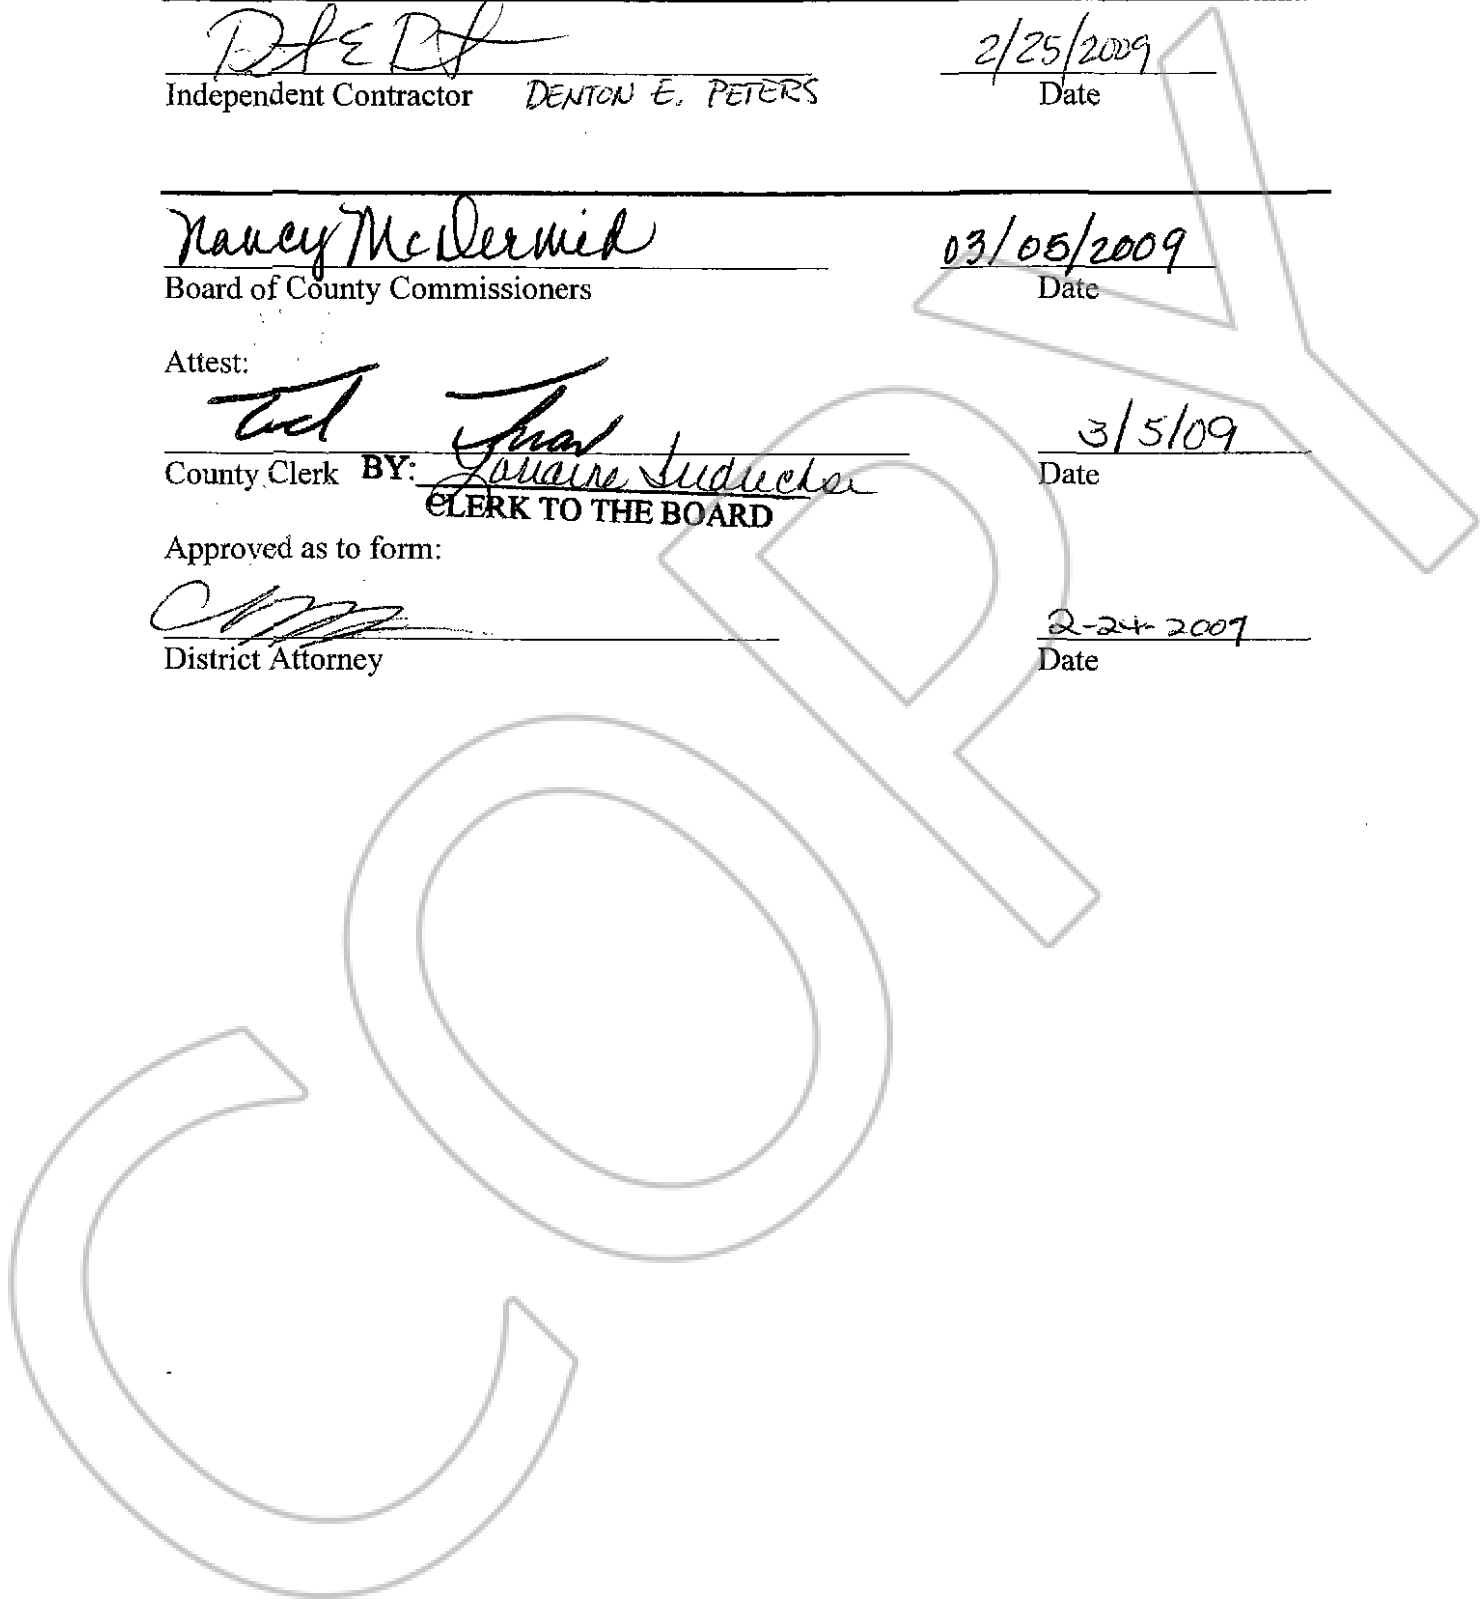 2/25/2009
Independent Contractor DENTON E. PETERS Date
Nancy McDermid 03/05/2009
Board of County Commissioners Date
Attest:
Ted 3/5/09
County Clerk BY: Lorraine Date
CLERK TO THE BOARD
Approved as to form:
2-24-2009
District Attorney Date
COPY